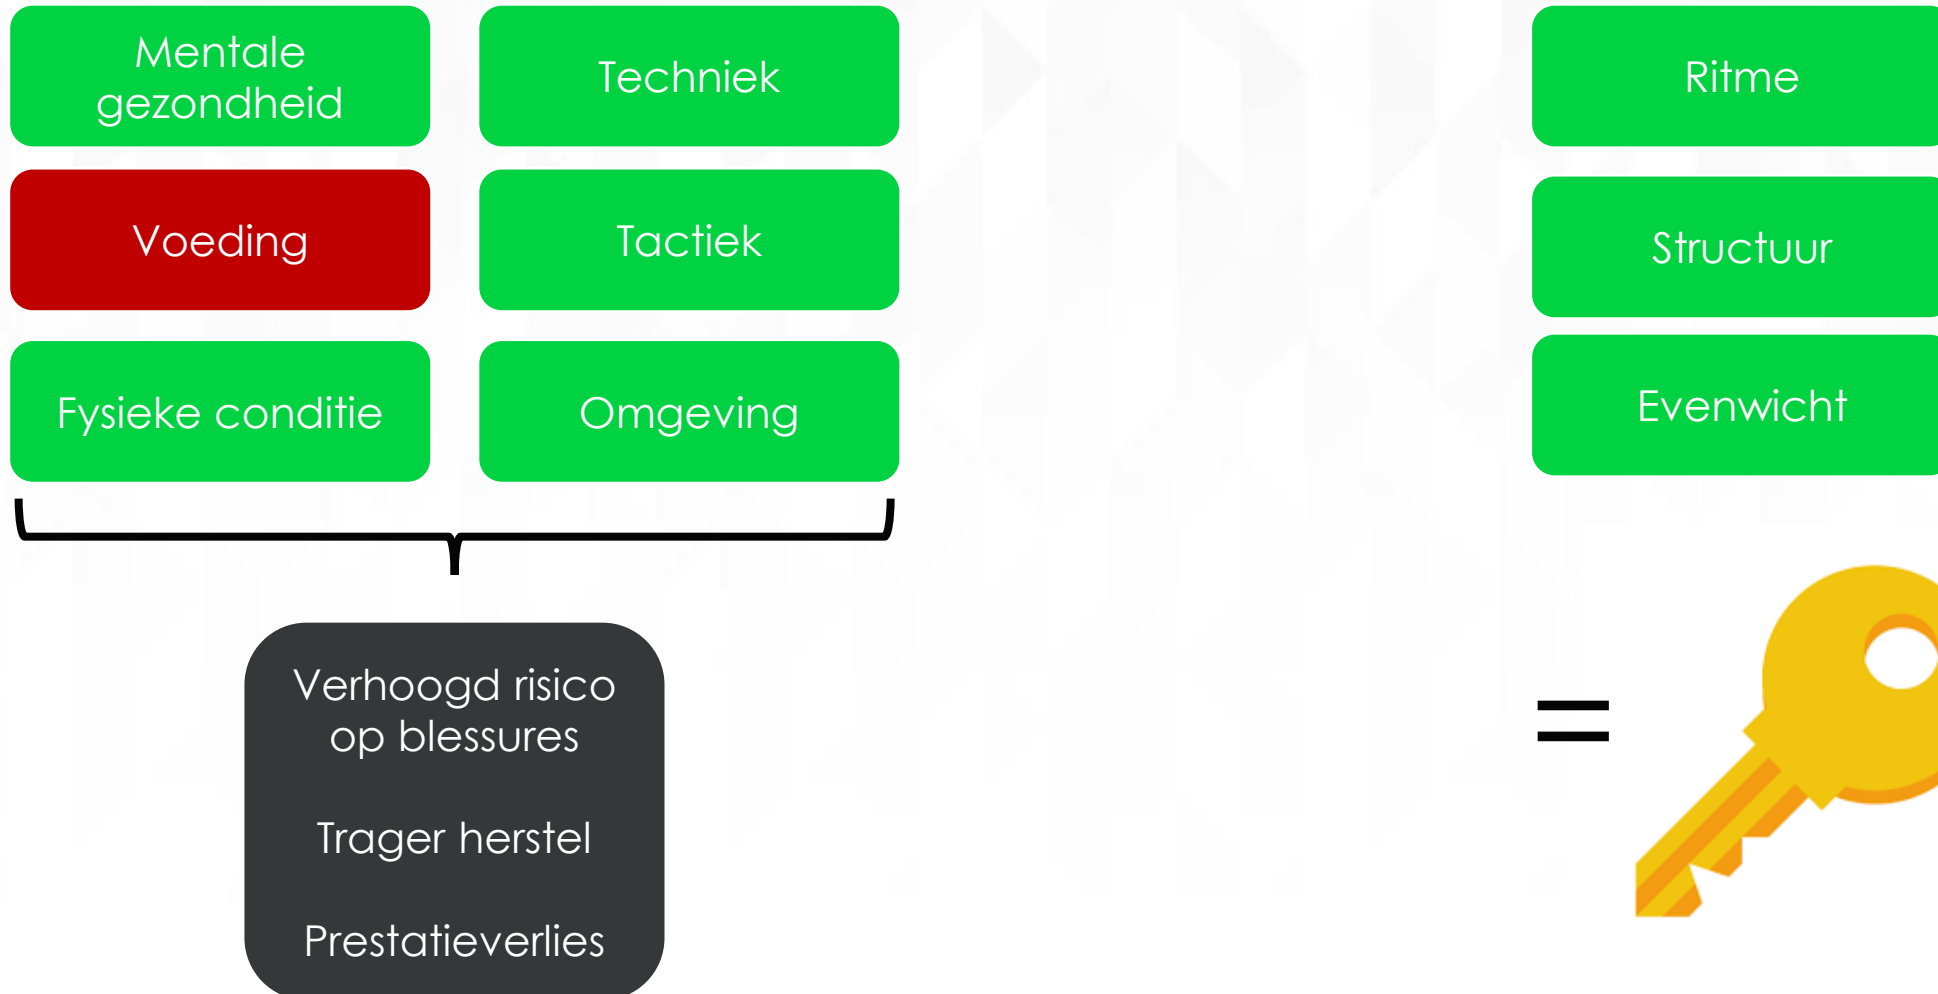 Mentale
gezondheid
Techniek
Voeding
Tactiek
Fysieke conditie
Omgeving
Verhoogd risico
op blessures
Trager herstel
Prestatieverlies
Ritme
Structuur
Evenwicht
=